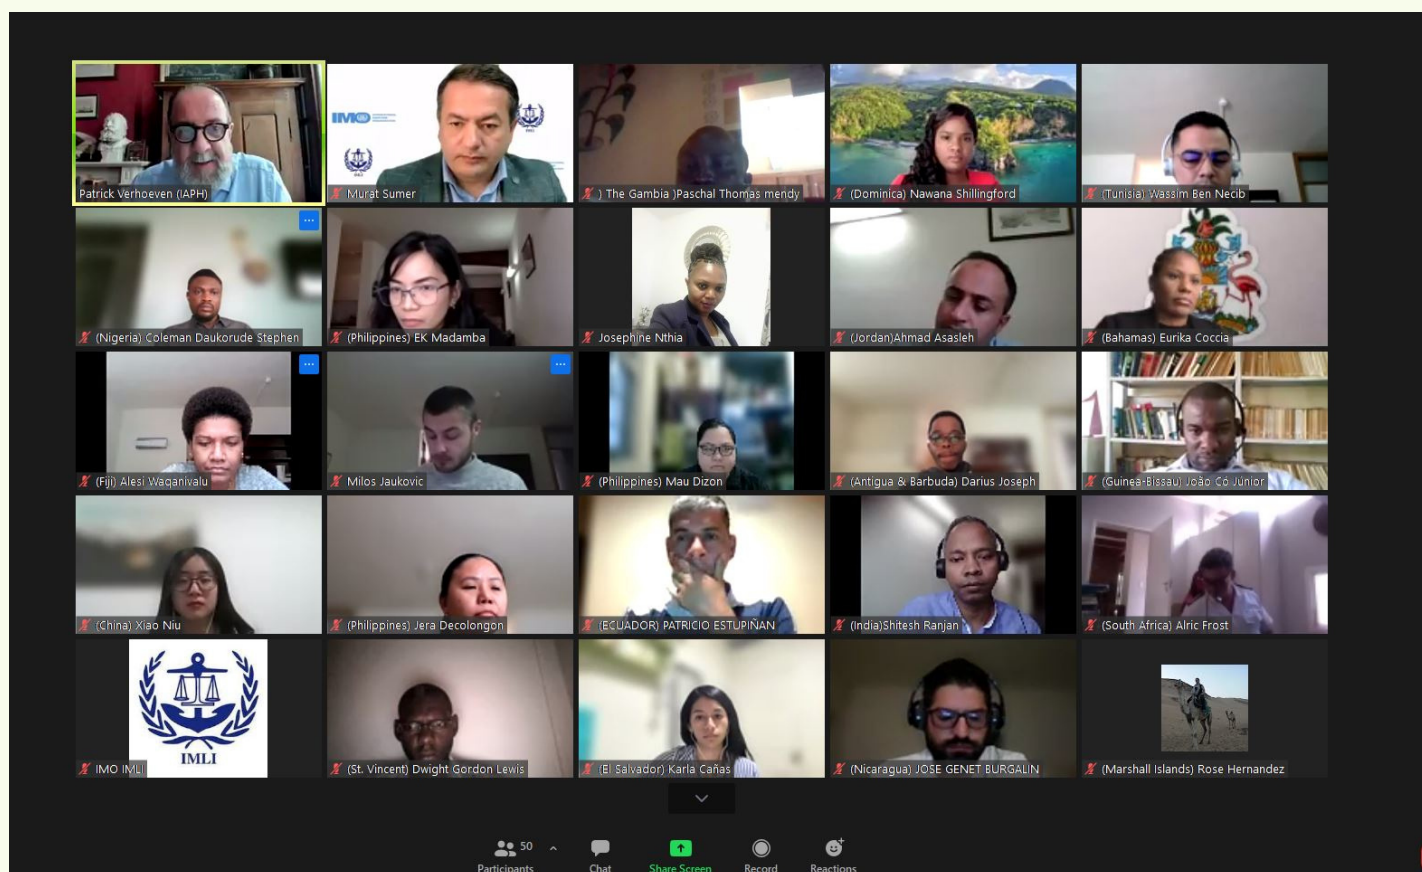 Patrick Verhoeven (IAPH)
IMO
IMLI
IMLI
Murat Sumer
) The Gambia )Paschal Thomas mendy
(Dominica) Nawana Shillingford
(Tunisia) Wassim Ben Necib
(Nigeria) Coleman Daukorude Stephen
(Philippines) EK Madamba
Josephine Nthia
(Jordan)Ahmad Asasleh
(Bahamas) Eurika Coccia
(Fiji) Alesi Waqanivalu
Milos Jaukovic
(Philippines) Mau Dizon
(Antigua & Barbuda) Darius Joseph
(Guinea-Bissau) João Có Júnior
(China) Xiao Niu
(Philippines) Jera Decolongon
(ECUADOR) PATRICIO ESTUPIÑAN
(India)Shitesh Ranjan
(South Africa) Alric Frost
IMLI
IMO IMLI
(St. Vincent) Dwight Gordon Lewis
(El Salvador) Karla Cañas
(Nicaragua) JOSE GENET BURGALIN
(Marshall Islands) Rose Hernandez
50
Participants
Chat
Share Screen
Record
Reactions